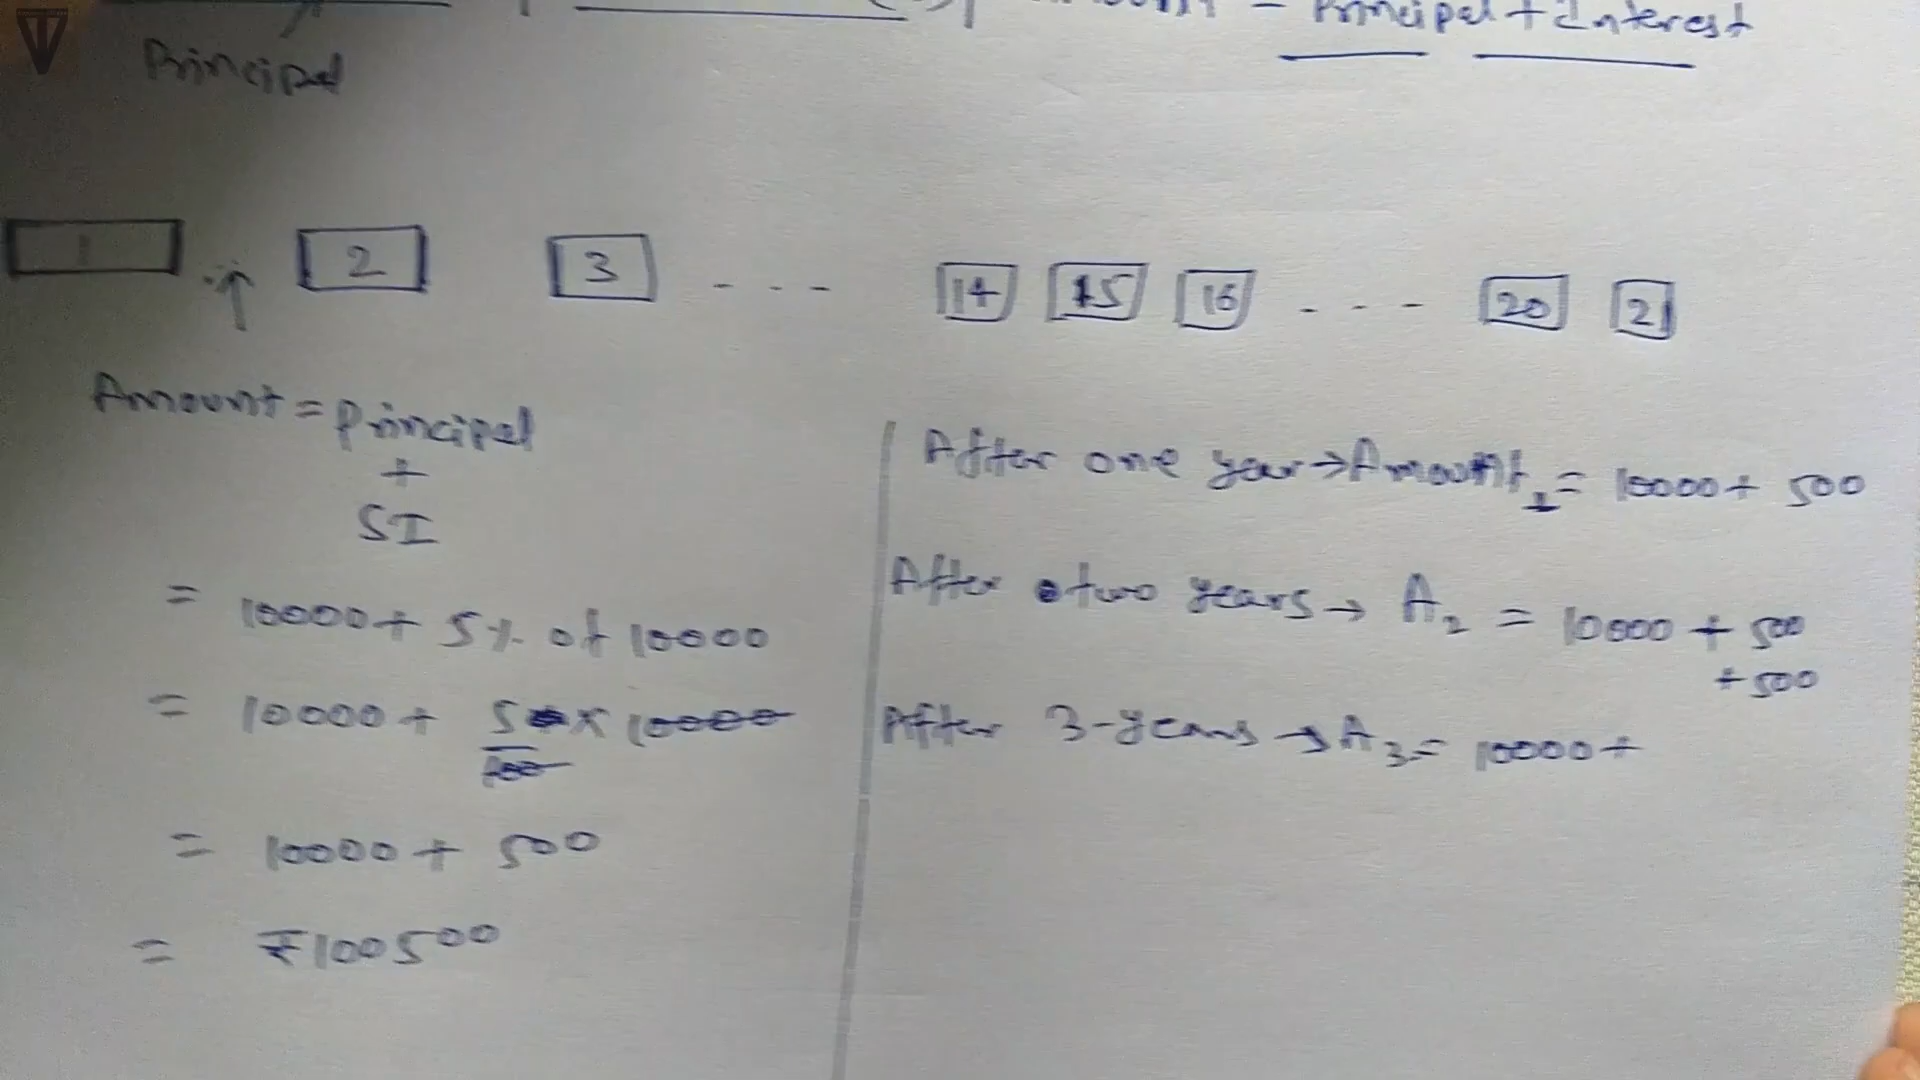 = Principal + Interest
Principal
1 2 3 - - - 14 15 16 - - - 20 21
Amount = Principal
+
SI
= 10000 + 5% of 10000
= 10000 + 5 x 10000
100
= 10000 + 500
= ₹100500
After one year → Amount1 = 10000 + 500
After two years → A2 = 10000 + 500
+ 500
After 3-years → A3 = 10000 +